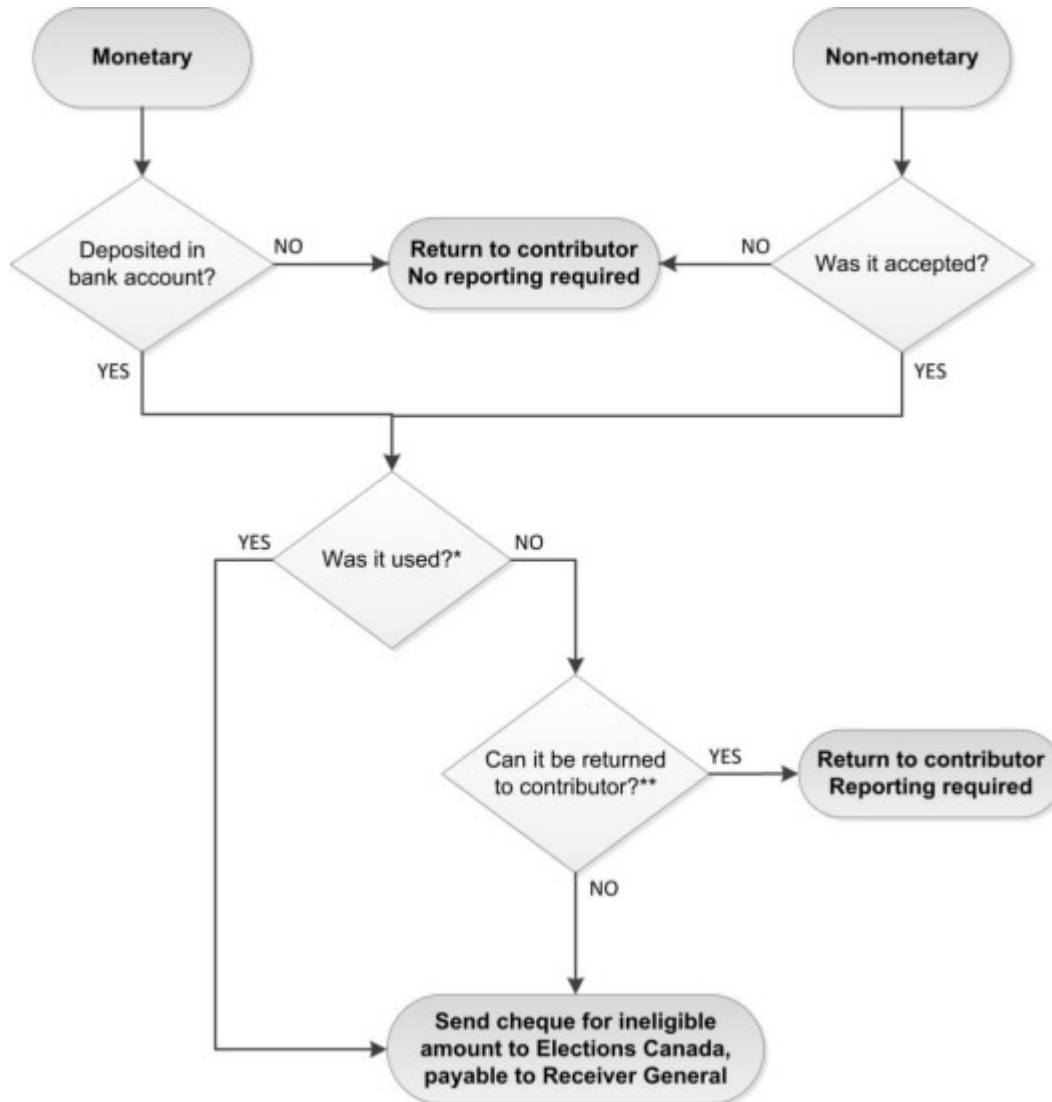 Monetary
Non-monetary
Deposited in
bank account?
NO
Return to contributor
No reporting required
NO
Was it accepted?
YES
YES
YES
Was it used?*
NO
Can it be returned
to contributor?**
YES
Return to contributor
Reporting required
NO
Send cheque for ineligible
amount to Elections Canada,
payable to Receiver General